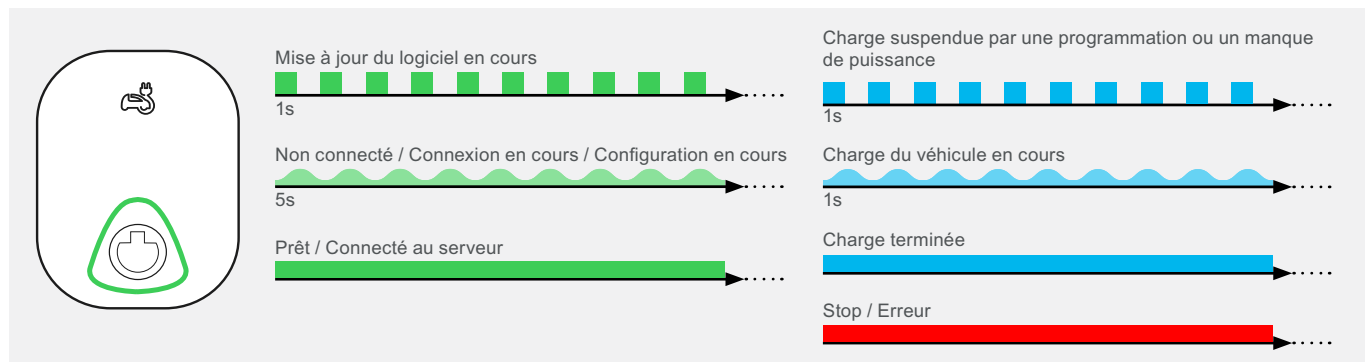 Mise à jour du logiciel en cours
1s
Non connecté / Connexion en cours / Configuration en cours
5s
Prêt / Connecté au serveur
Charge suspendue par une programmation ou un manque
de puissance
1s
Charge du véhicule en cours
1s
Charge terminée
Stop / Erreur